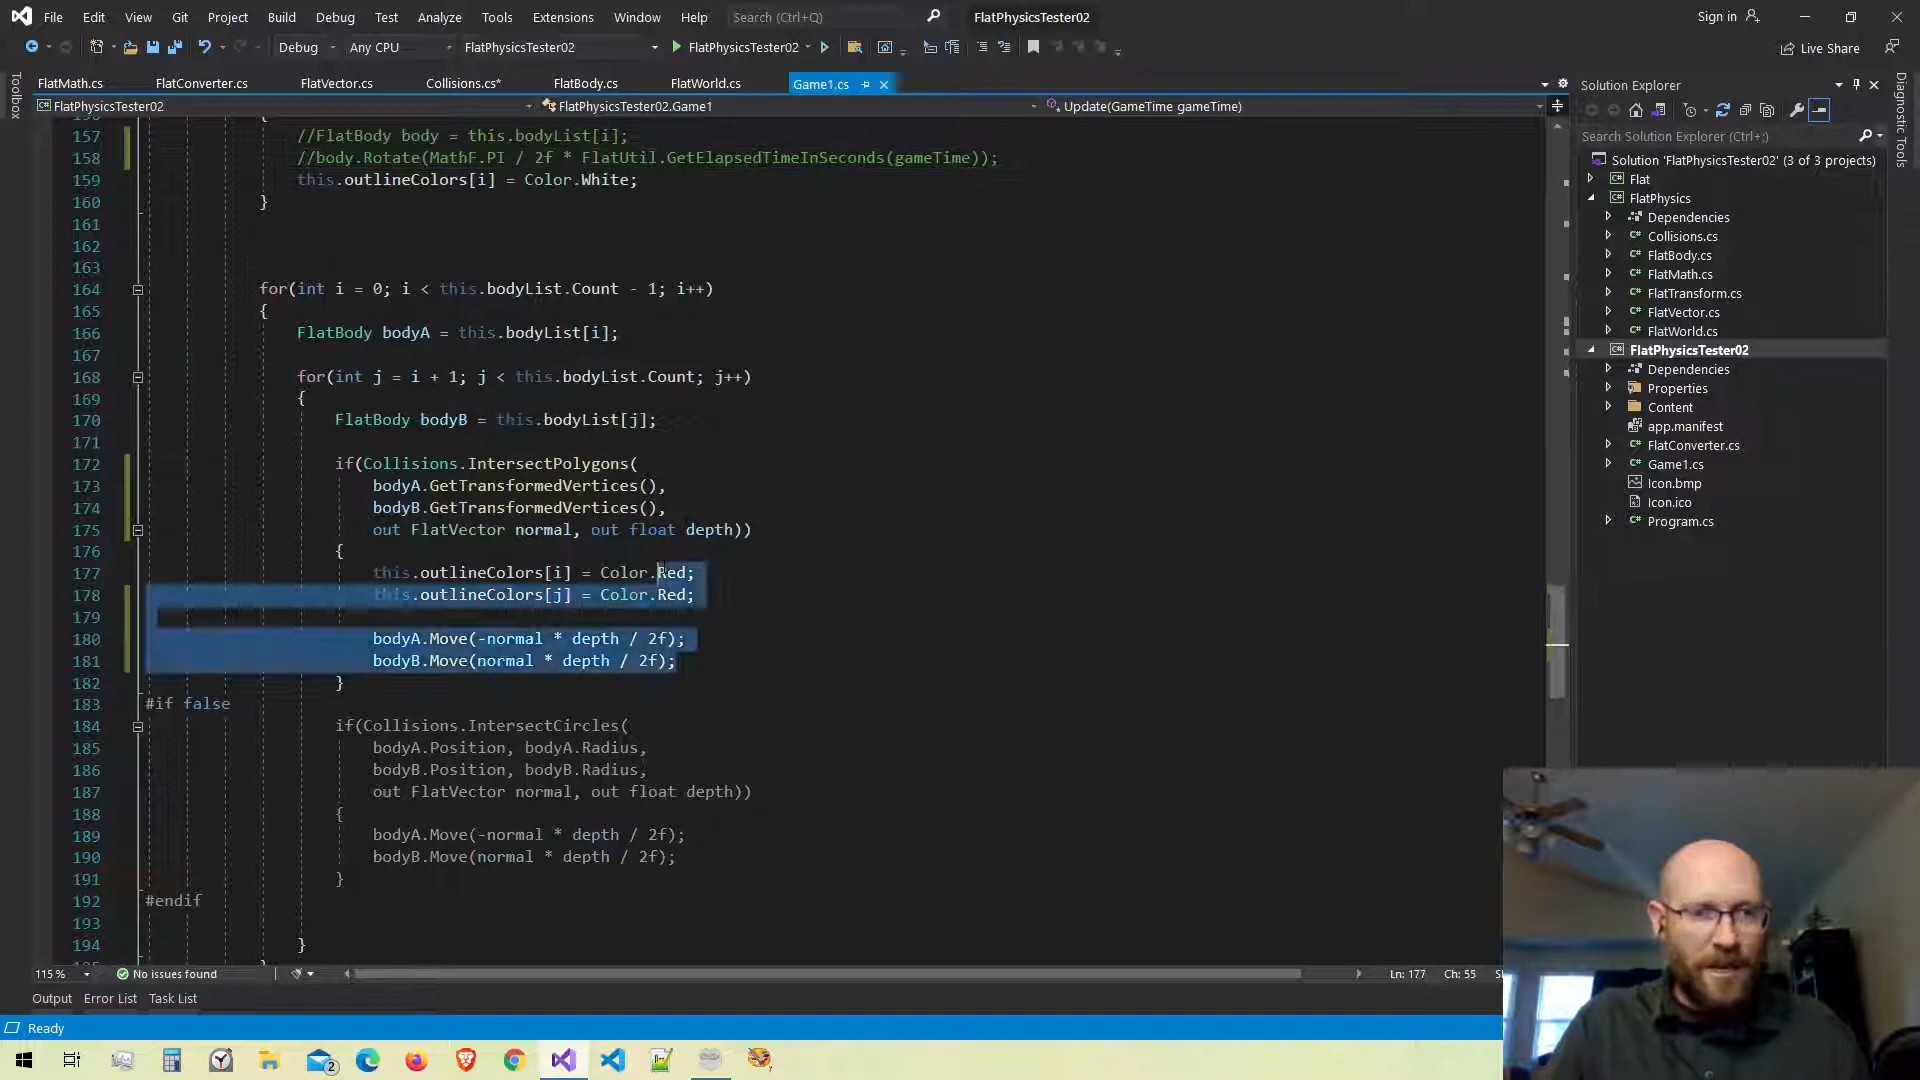 File Edit View Git Project Build Debug Test Analyze Tools Extensions Window Help Search (Ctrl+Q) FlatPhysicsTester02 Sign in
Debug Any CPU FlatPhysicsTester02 FlatPhysicsTester02 Live Share
FlatMath.cs FlatConverter.cs FlatVector.cs Collisions.cs* FlatBody.cs FlatWorld.cs Game1.cs
FlatPhysicsTester02 FlatPhysicsTester02.Game1 Update(GameTime gameTime)
Toolbox
157 //FlatBody body = this.bodyList[i];
158 //body.Rotate(MathF.PI / 2f * FlatUtil.GetElapsedTimeInSeconds(gameTime));
159 this.outlineColors[i] = Color.White;
160 }
161
162
163
164 for(int i = 0; i < this.bodyList.Count - 1; i++)
165 {
166 FlatBody bodyA = this.bodyList[i];
167
168 for(int j = i + 1; j < this.bodyList.Count; j++)
169 {
170 FlatBody bodyB = this.bodyList[j];
171
172 if(Collisions.IntersectPolygons(
173 bodyA.GetTransformedVertices(),
174 bodyB.GetTransformedVertices(),
175 out FlatVector normal, out float depth))
176 {
177 this.outlineColors[i] = Color.Red;
178 this.outlineColors[j] = Color.Red;
179
180 bodyA.Move(-normal * depth / 2f);
181 bodyB.Move(normal * depth / 2f);
182 }
183 #if false
184 if(Collisions.IntersectCircles(
185 bodyA.Position, bodyA.Radius,
186 bodyB.Position, bodyB.Radius,
187 out FlatVector normal, out float depth))
188 {
189 bodyA.Move(-normal * depth / 2f);
190 bodyB.Move(normal * depth / 2f);
191 }
192 #endif
193
194 }
115 % No issues found Ln: 177 Ch: 55
Output Error List Task List
Ready
Solution Explorer
Search Solution Explorer (Ctrl+;)
Solution 'FlatPhysicsTester02' (3 of 3 projects)
Flat
FlatPhysics
Dependencies
Collisions.cs
FlatBody.cs
FlatMath.cs
FlatTransform.cs
FlatVector.cs
FlatWorld.cs
FlatPhysicsTester02
Dependencies
Properties
Content
app.manifest
FlatConverter.cs
Game1.cs
Icon.bmp
Icon.ico
Program.cs
Diagnostic Tools
2